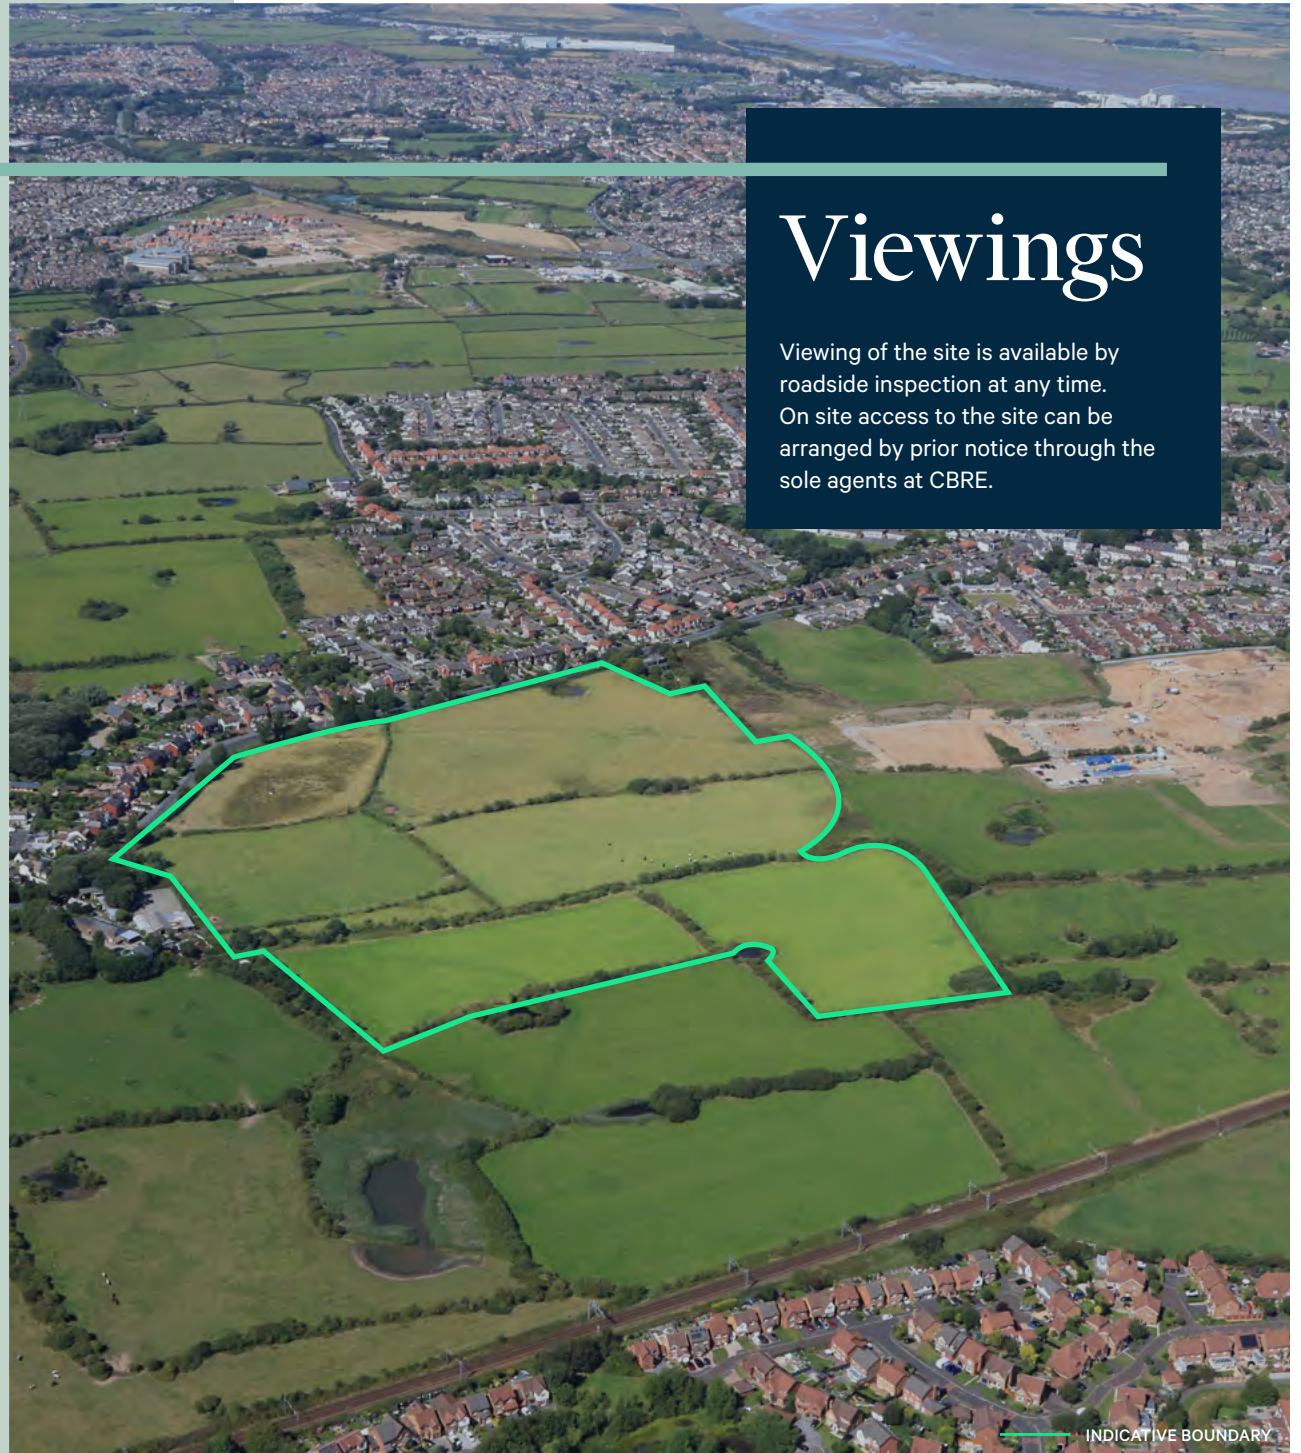 Viewings
Viewing of the site is available by
roadside inspection at any time.
On site access to the site can be
arranged by prior notice through the
sole agents at CBRE.
INDICATIVE BOUNDARY